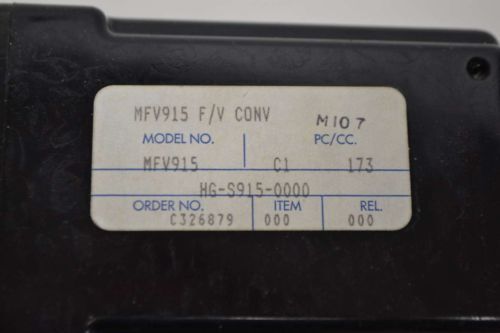 MFV915 F/V CONV MIO7
MODEL NO. PC/CC.
MFV915 C1 173
HG-S915-0000
ORDER NO. ITEM REL.
C326879 000 000